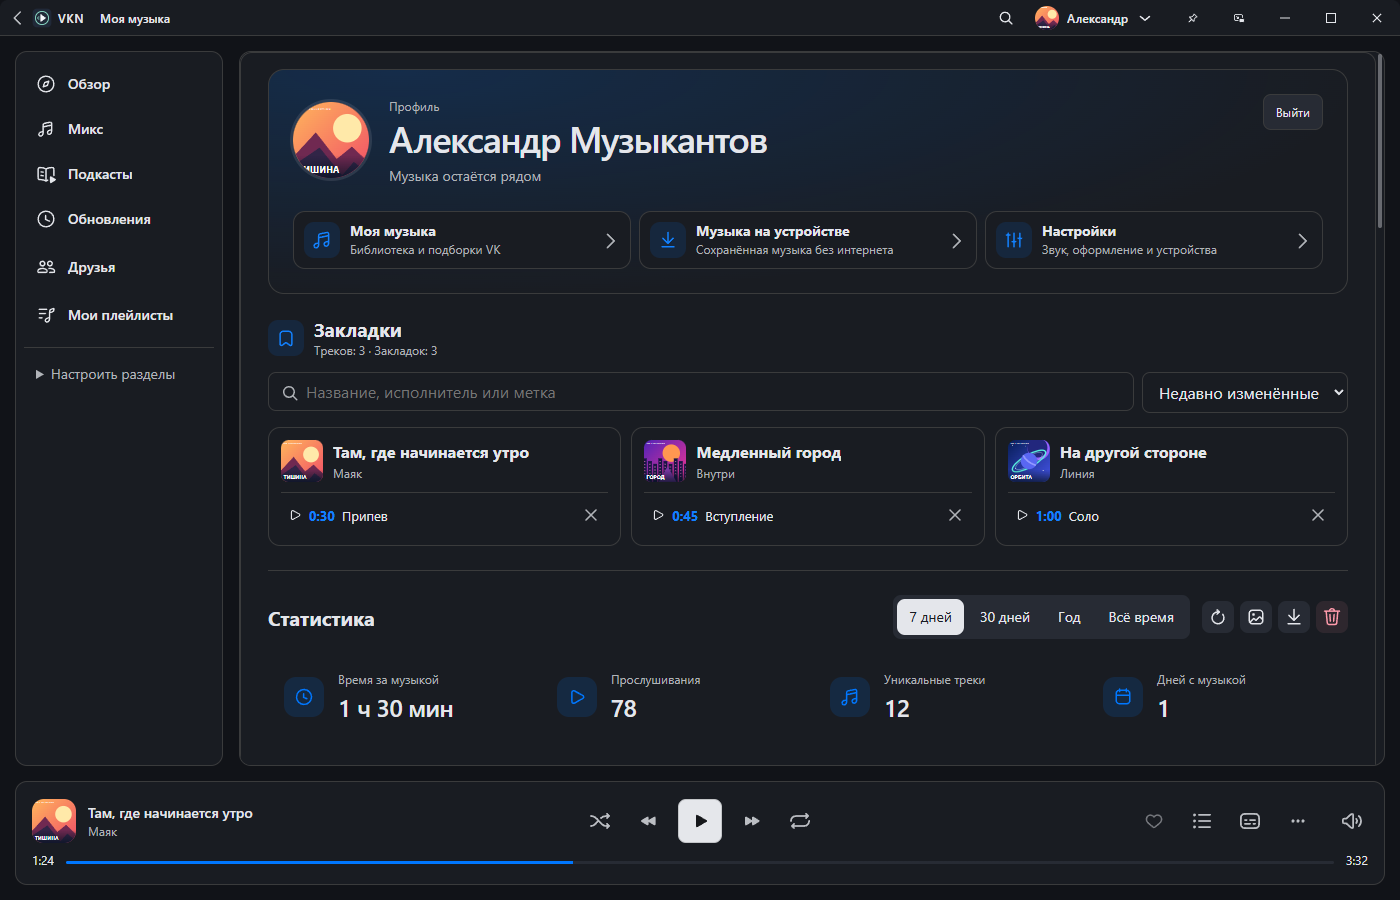 VKN Моя музыка
Александр
Обзор
Микс
Подкасты
Обновления
Друзья
Мои плейлисты
Настроить разделы
Профиль
Александр Музыкантов
Музыка остаётся рядом
Выйти
Моя музыка
Библиотека и подборки VK
Музыка на устройстве
Сохранённая музыка без интернета
Настройки
Звук, оформление и устройства
Закладки
Треков: 3 · Закладок: 3
Название, исполнитель или метка
Недавно изменённые
Там, где начинается утро
Маяк
ТИШИНА
0:30 Припев
Медленный город
Внутри
ГОРОД
0:45 Вступление
На другой стороне
Линия
ОРБИТА
1:00 Соло
Статистика
7 дней 30 дней Год Всё время
Время за музыкой
1 ч 30 мин
Прослушивания
78
Уникальные треки
12
Дней с музыкой
1
Там, где начинается утро
Маяк
ТИШИНА
1:24
3:32